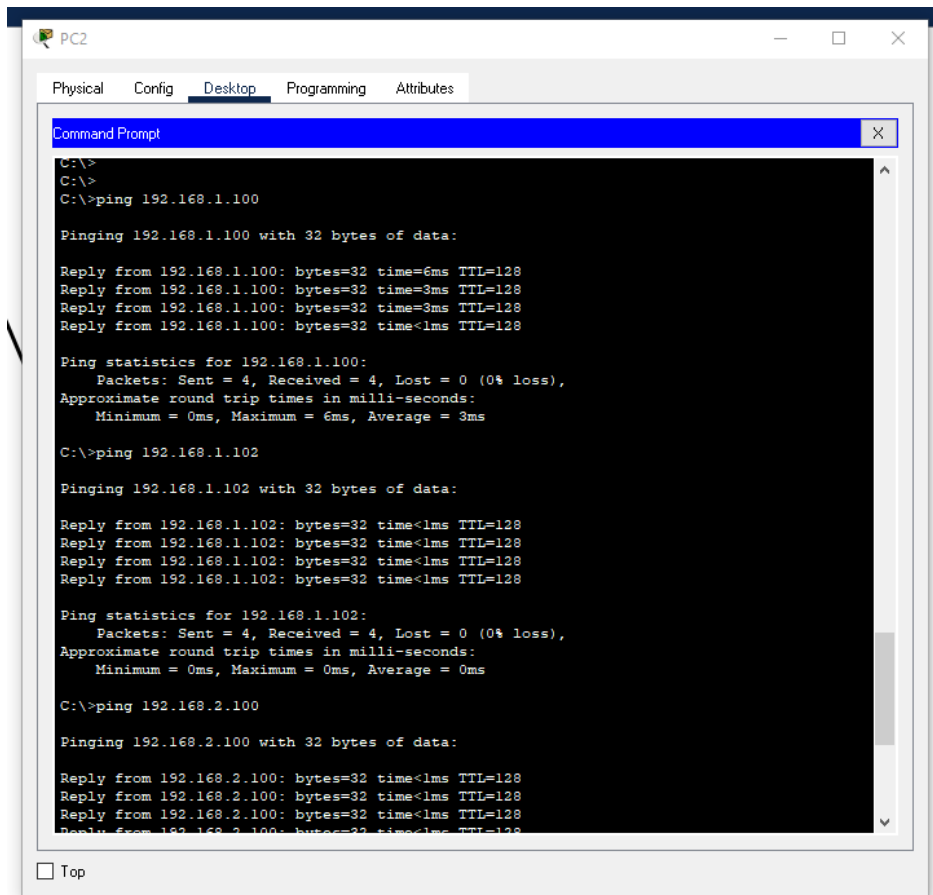 PC2
Physical Config Desktop Programming Attributes
Command Prompt X
C:\>
C:\>
C:\>ping 192.168.1.100
Pinging 192.168.1.100 with 32 bytes of data:
Reply from 192.168.1.100: bytes=32 time=6ms TTL=128
Reply from 192.168.1.100: bytes=32 time=3ms TTL=128
Reply from 192.168.1.100: bytes=32 time=3ms TTL=128
Reply from 192.168.1.100: bytes=32 time<1ms TTL=128
Ping statistics for 192.168.1.100:
Packets: Sent = 4, Received = 4, Lost = 0 (0% loss),
Approximate round trip times in milli-seconds:
Minimum = 0ms, Maximum = 6ms, Average = 3ms
C:\>ping 192.168.1.102
Pinging 192.168.1.102 with 32 bytes of data:
Reply from 192.168.1.102: bytes=32 time<1ms TTL=128
Reply from 192.168.1.102: bytes=32 time<1ms TTL=128
Reply from 192.168.1.102: bytes=32 time<1ms TTL=128
Reply from 192.168.1.102: bytes=32 time<1ms TTL=128
Ping statistics for 192.168.1.102:
Packets: Sent = 4, Received = 4, Lost = 0 (0% loss),
Approximate round trip times in milli-seconds:
Minimum = 0ms, Maximum = 0ms, Average = 0ms
C:\>ping 192.168.2.100
Pinging 192.168.2.100 with 32 bytes of data:
Reply from 192.168.2.100: bytes=32 time<1ms TTL=128
Reply from 192.168.2.100: bytes=32 time<1ms TTL=128
Reply from 192.168.2.100: bytes=32 time<1ms TTL=128
Reply from 192.168.2.100: bytes=32 time<1ms TTL=128
Top